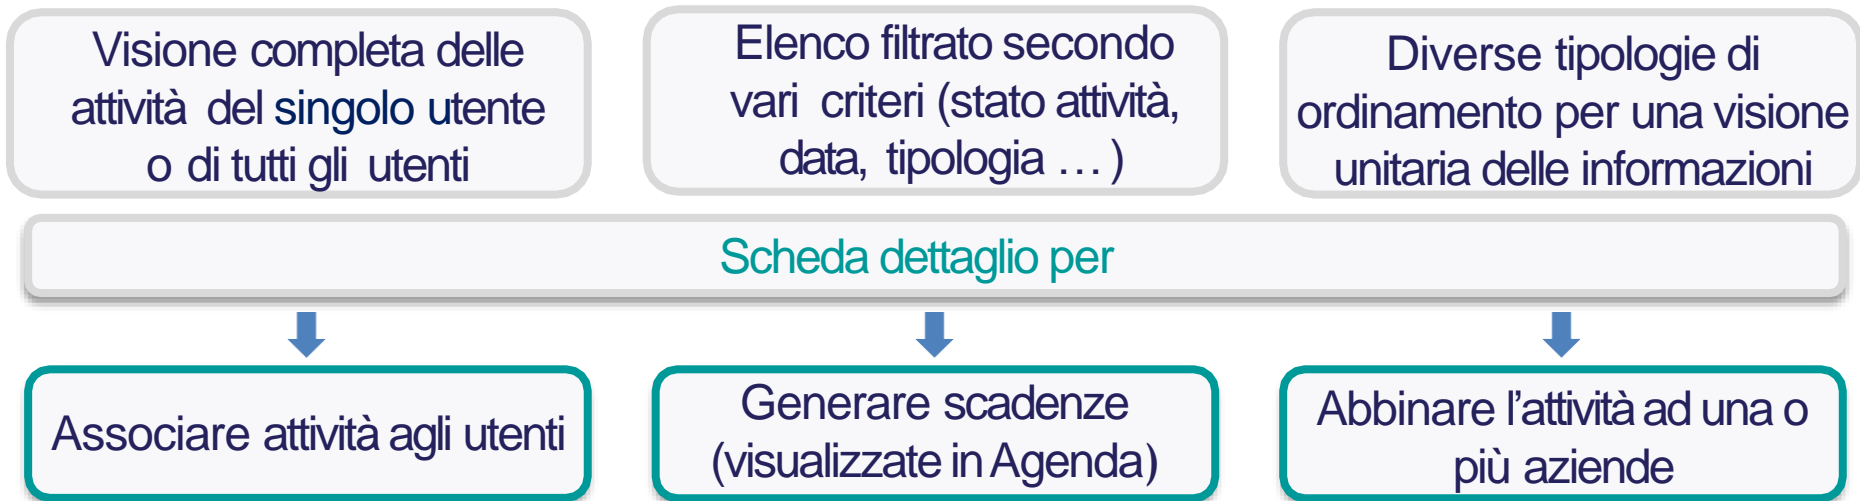 Visione completa delle
attività del singolo utente
o di tutti gli utenti
Elenco filtrato secondo
vari criteri (stato attività,
data, tipologia … )
Diverse tipologie di
ordinamento per una visione
unitaria delle informazioni
Scheda dettaglio per
Associare attività agli utenti
Generare scadenze
(visualizzate in Agenda)
Abbinare l’attività ad una o
più aziende